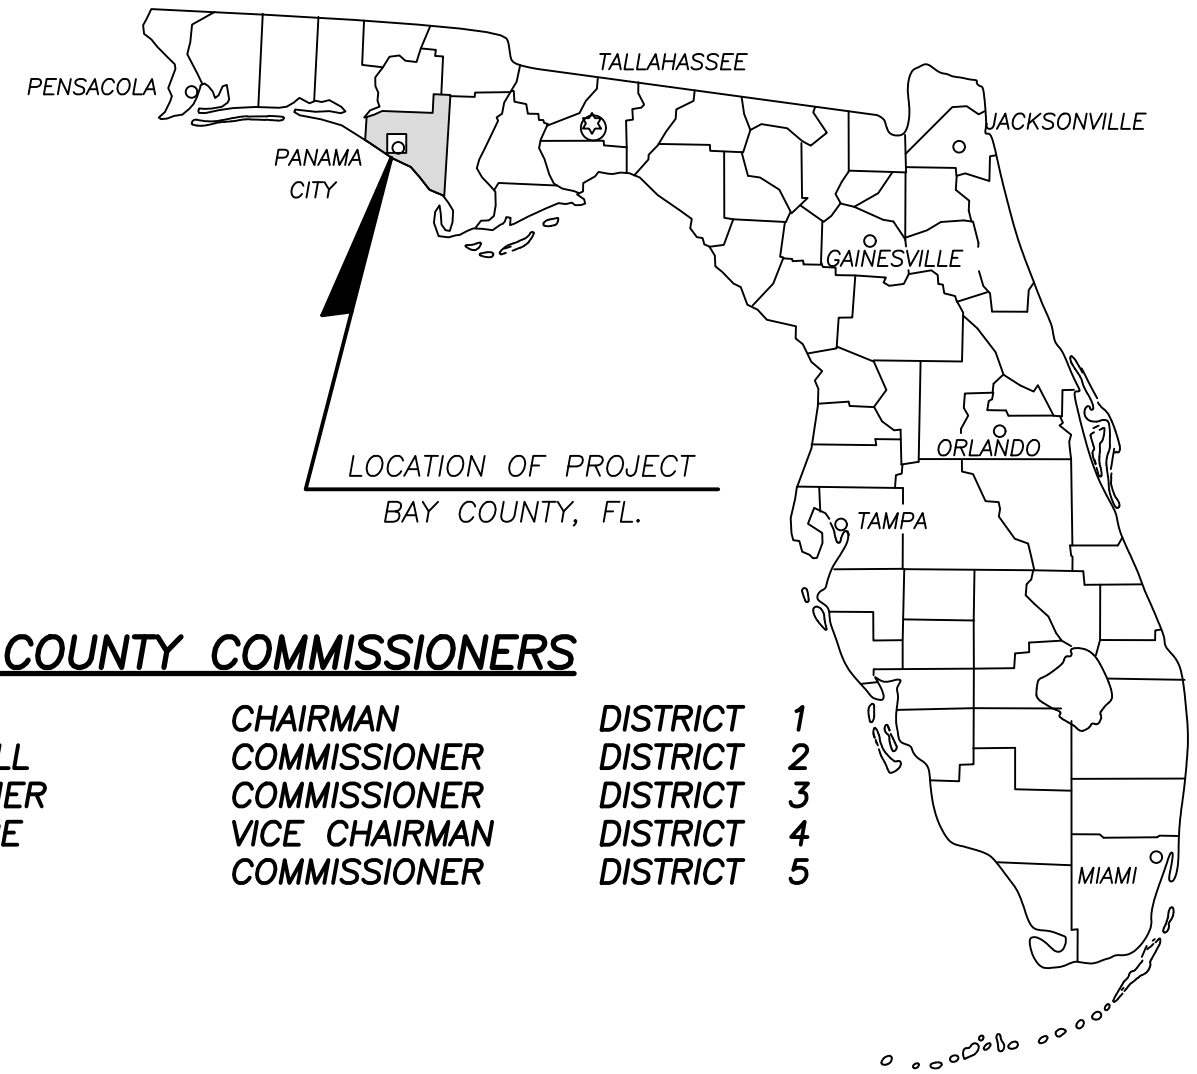 TALLAHASSEE
PENSACOLA
JACKSONVILLE
PANAMA
CITY
GAINESVILLE
ORLANDO
LOCATION OF PROJECT
BAY COUNTY, FL.
TAMPA
COUNTY COMMISSIONERS
CHAIRMAN DISTRICT 1
COMMISSIONER DISTRICT 2
COMMISSIONER DISTRICT 3
VICE CHAIRMAN DISTRICT 4
COMMISSIONER DISTRICT 5
MIAMI